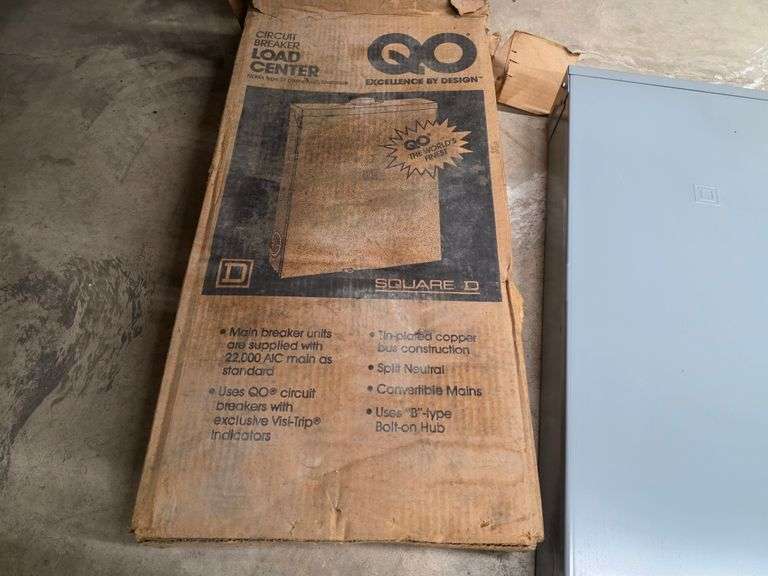 CIRCUIT
BREAKER
LOAD
CENTER
QO®
EXCELLENCE BY DESIGN™
QO®
THE WORLD'S
FINEST
D
SQUARE D
• Main breaker units
are supplied with
22,000 AIC main as
standard
• Uses QO® circuit
breakers with
exclusive Visi-Trip®
indicators
• Tin-plated copper
bus construction
• Split Neutral
• Convertible Mains
• Uses "B"-type
Bolt-on Hub
D